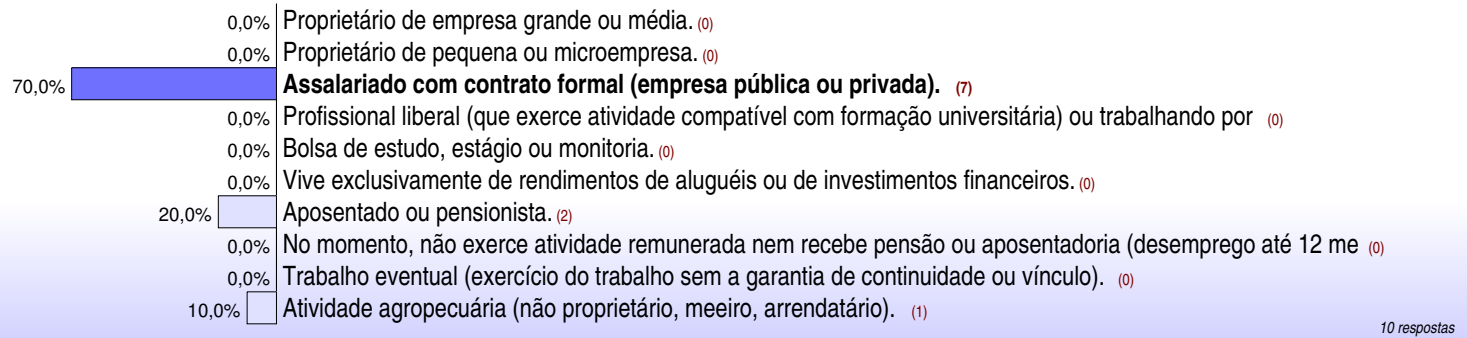 0,0% Proprietário de empresa grande ou média. (0)
0,0% Proprietário de pequena ou microempresa. (0)
70,0% Assalariado com contrato formal (empresa pública ou privada). (7)
0,0% Profissional liberal (que exerce atividade compatível com formação universitária) ou trabalhando por (0)
0,0% Bolsa de estudo, estágio ou monitoria. (0)
0,0% Vive exclusivamente de rendimentos de aluguéis ou de investimentos financeiros. (0)
20,0% Aposentado ou pensionista. (2)
0,0% No momento, não exerce atividade remunerada nem recebe pensão ou aposentadoria (desemprego até 12 me (0)
0,0% Trabalho eventual (exercício do trabalho sem a garantia de continuidade ou vínculo). (0)
10,0% Atividade agropecuária (não proprietário, meeiro, arrendatário). (1)
10 respostas